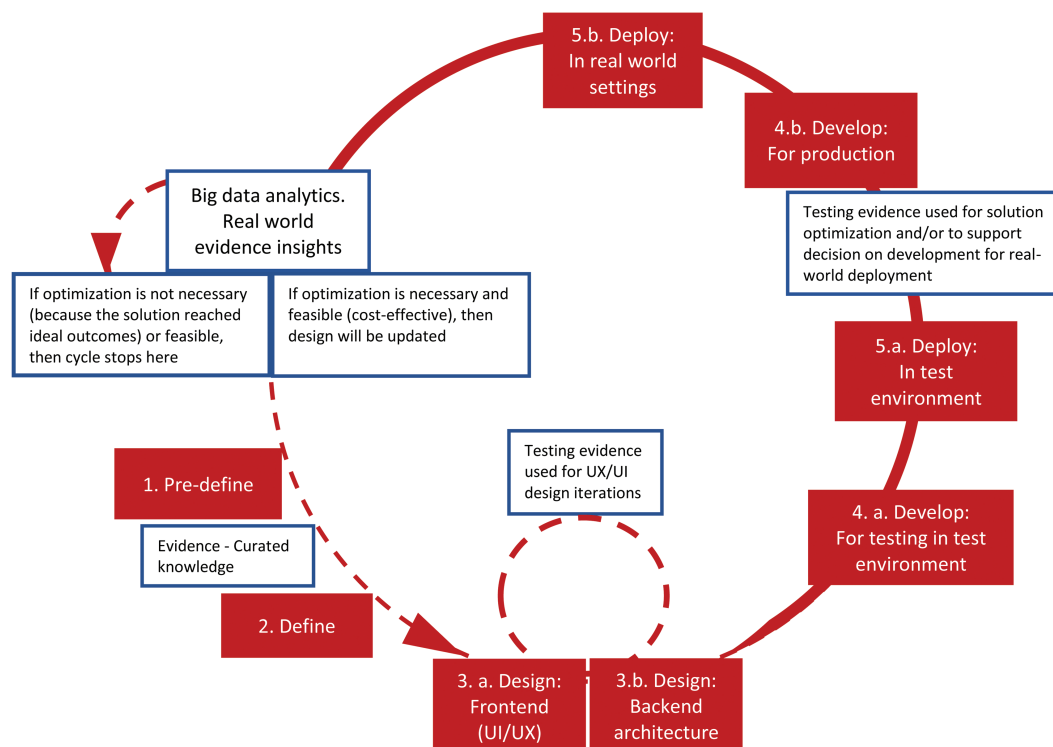 5.b. Deploy:
In real world
settings
4.b. Develop:
For production
Big data analytics.
Real world
evidence insights
Testing evidence used for solution
optimization and/or to support
decision on development for real-
world deployment
If optimization is not necessary
(because the solution reached
ideal outcomes) or feasible,
then cycle stops here
If optimization is necessary and
feasible (cost-effective), then
design will be updated
5.a. Deploy:
In test
environment
Testing evidence
used for UX/UI
design iterations
1. Pre-define
4. a. Develop:
For testing in test
environment
Evidence - Curated
knowledge
2. Define
3. a. Design:
Frontend
(UI/UX)
3.b. Design:
Backend
architecture